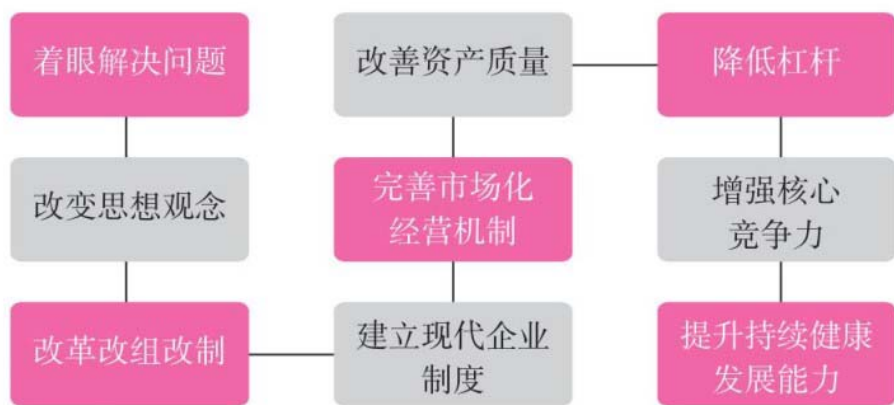 着眼解决问题
改善资产质量
降低杠杆
改变思想观念
完善市场化
经营机制
增强核心
竞争力
改革改组改制
建立现代企业
制度
提升持续健康
发展能力